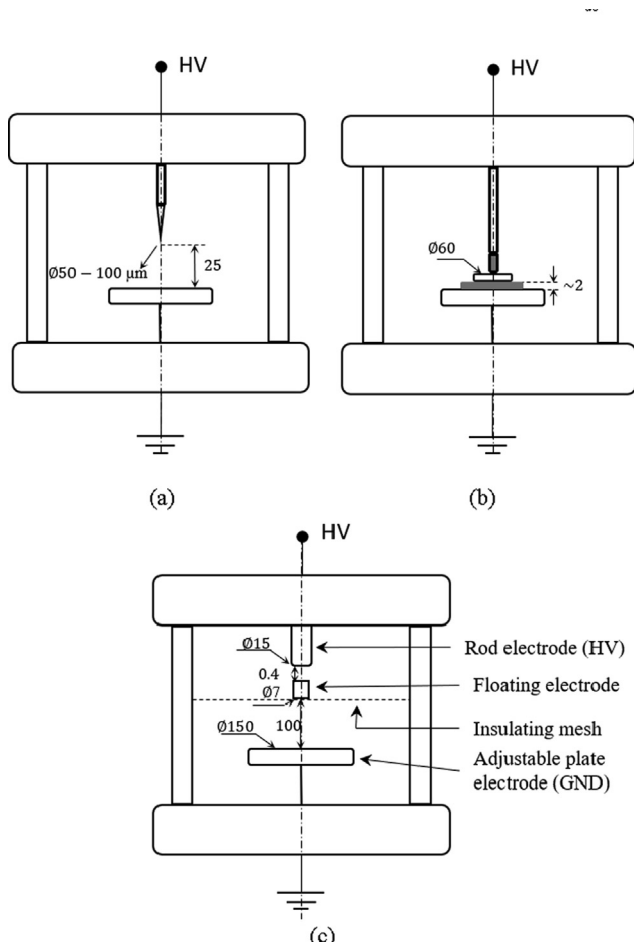 HV
HV
Ø50 − 100 μm
25
Ø60
~2
(a)
(b)
HV
Ø15
Rod electrode (HV)
0.4
Floating electrode
Ø7
Insulating mesh
Ø150
100
Adjustable plate
electrode (GND)
(c)